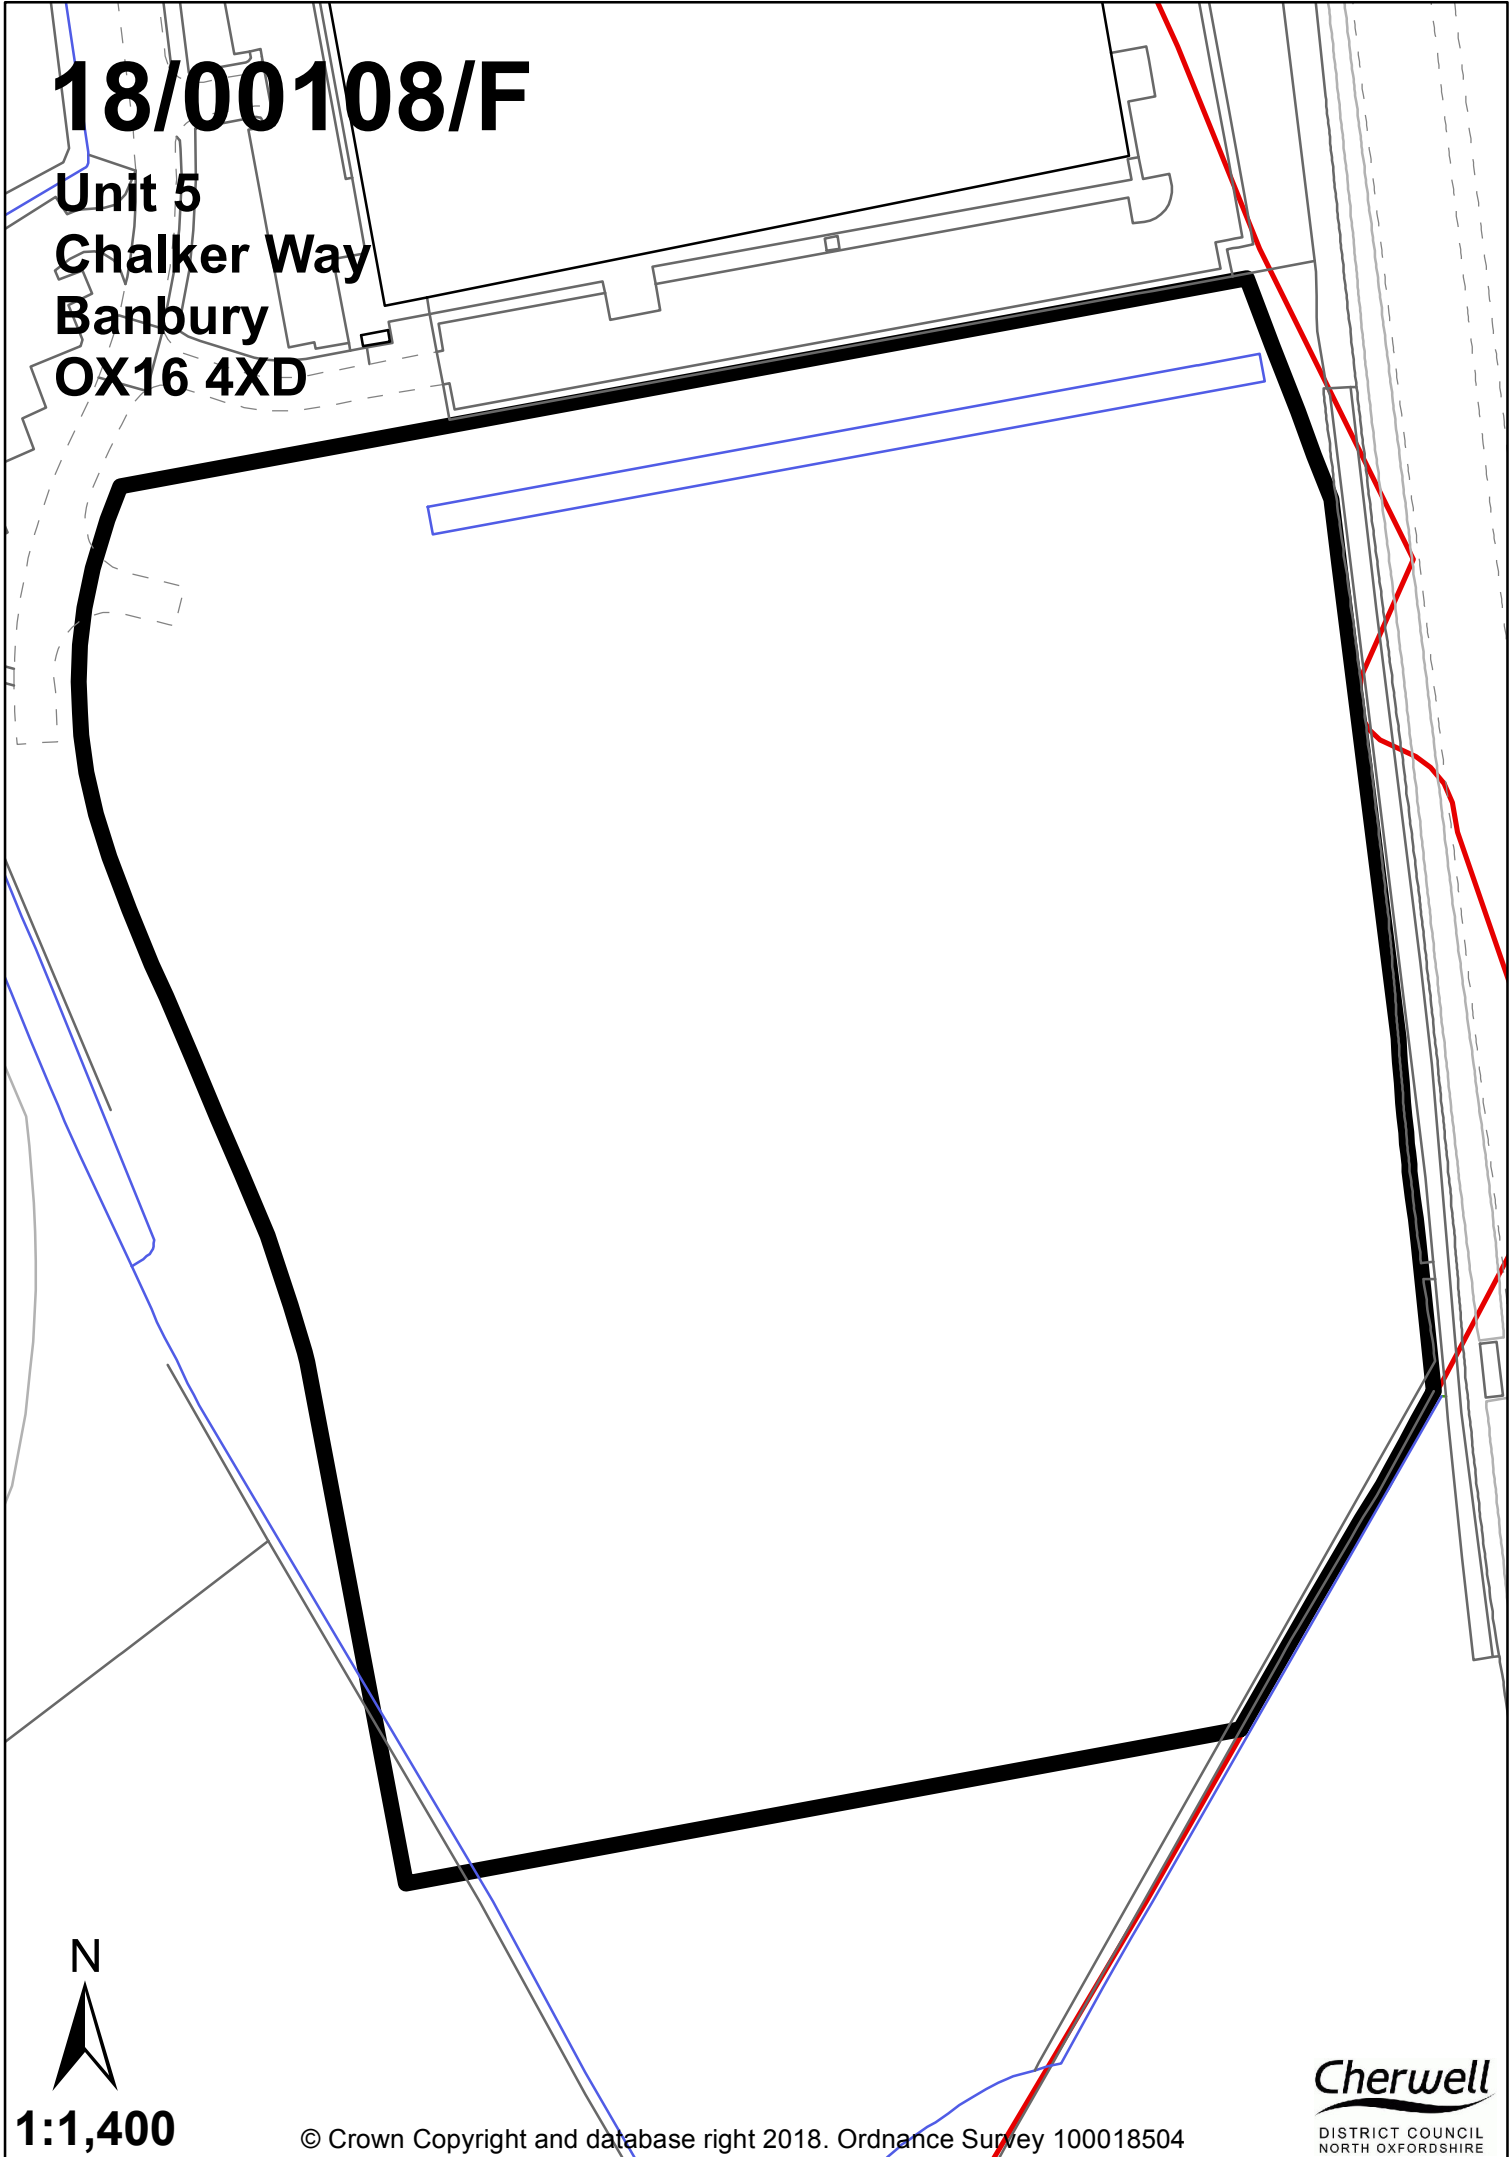 18/00108/F
Unit 5
Chalker Way
Banbury
OX16 4XD
N
1:1,400
© Crown Copyright and database right 2018. Ordnance Survey 100018504
Cherwell
DISTRICT COUNCIL
NORTH OXFORDSHIRE